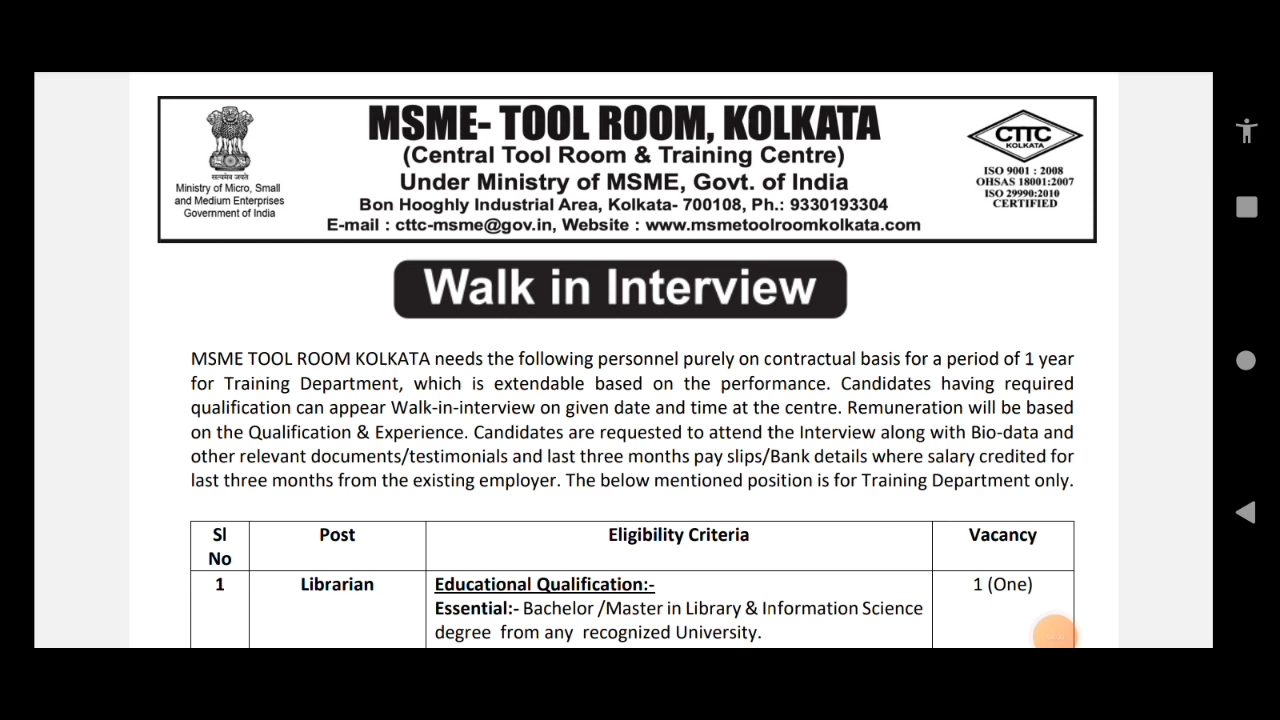 MSME- TOOL ROOM, KOLKATA
(Central Tool Room & Training Centre)
Under Ministry of MSME, Govt. of India
Bon Hooghly Industrial Area, Kolkata- 700108, Ph.: 9330193304
E-mail : cttc-msme@gov.in, Website : www.msmetoolroomkolkata.com
सत्यमेव जयते
Ministry of Micro, Small
and Medium Enterprises
Government of India
CTTC
KOLKATA
ISO 9001 : 2008
OHSAS 18001:2007
ISO 29990:2010
CERTIFIED
Walk in Interview
MSME TOOL ROOM KOLKATA needs the following personnel purely on contractual basis for a period of 1 year
for Training Department, which is extendable based on the performance. Candidates having required
qualification can appear Walk-in-interview on given date and time at the centre. Remuneration will be based
on the Qualification & Experience. Candidates are requested to attend the Interview along with Bio-data and
other relevant documents/testimonials and last three months pay slips/Bank details where salary credited for
last three months from the existing employer. The below mentioned position is for Training Department only.
Sl No Post Eligibility Criteria Vacancy
1 Librarian Educational Qualification:- 1 (One)
Essential:- Bachelor /Master in Library & Information Science
degree from any recognized University.